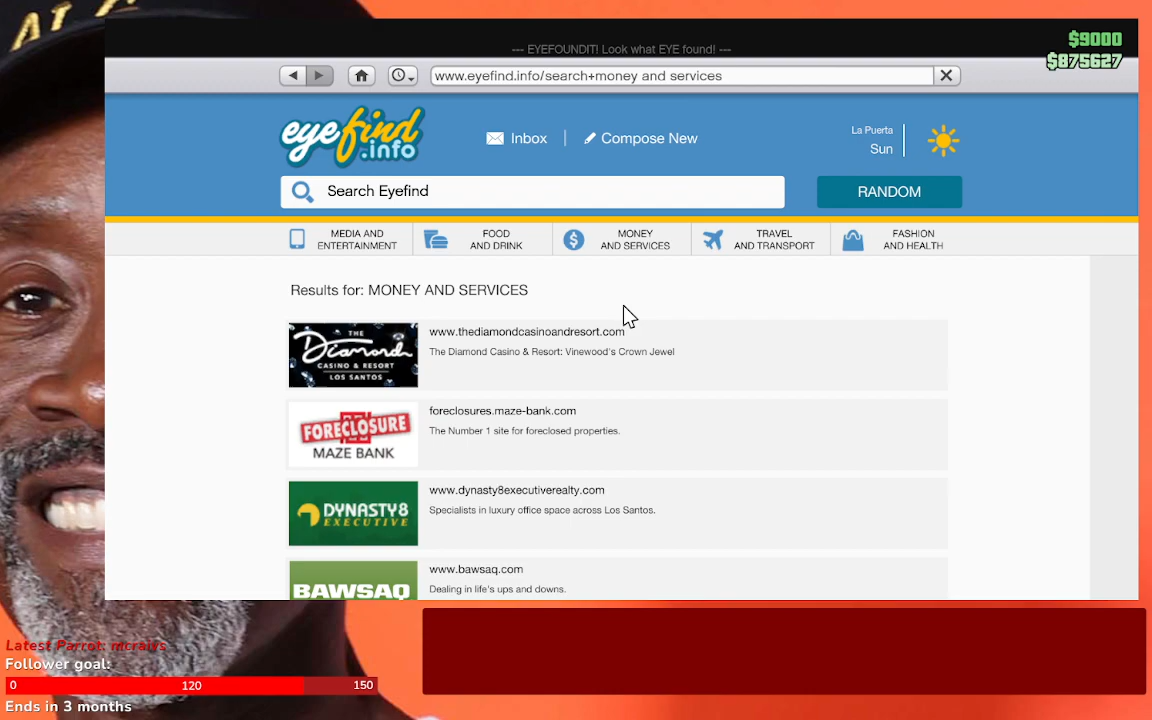 --- EYEFOUNDIT! Look what EYE found! ---
$9000
$875627
www.eyefind.info/search+money and services
eyefind
.info
Inbox
Compose New
La Puerta
Sun
Search Eyefind
RANDOM
MEDIA AND
ENTERTAINMENT
FOOD
AND DRINK
MONEY
AND SERVICES
TRAVEL
AND TRANSPORT
FASHION
AND HEALTH
Results for: MONEY AND SERVICES
THE
Diamond
CASINO & RESORT
LOS SANTOS
www.thediamondcasinoandresort.com
The Diamond Casino & Resort: Vinewood's Crown Jewel
FORECLOSURE
MAZE BANK
foreclosures.maze-bank.com
The Number 1 site for foreclosed properties.
DYNASTY8
EXECUTIVE
www.dynasty8executiverealty.com
Specialists in luxury office space across Los Santos.
BAWSAQ
www.bawsaq.com
Dealing in life's ups and downs.
Latest Parrot: mcraivs
Follower goal:
0 120 150
Ends in 3 months